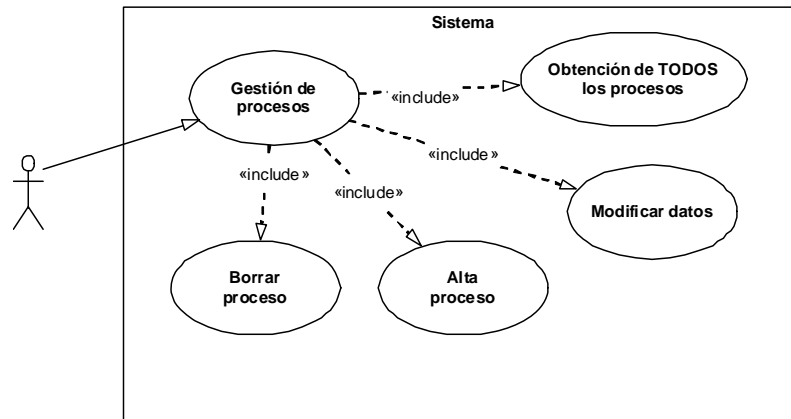 Sistema
Gestión de
procesos
«include»
Obtención de TODOS
los procesos
«include»
«include»
«include»
Modificar datos
Borrar
proceso
Alta
proceso